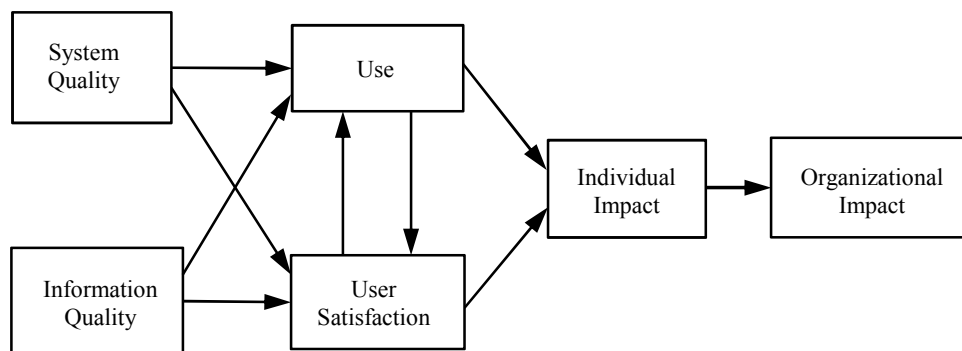 System
Quality
Use
Individual
Impact
Organizational
Impact
Information
Quality
User
Satisfaction